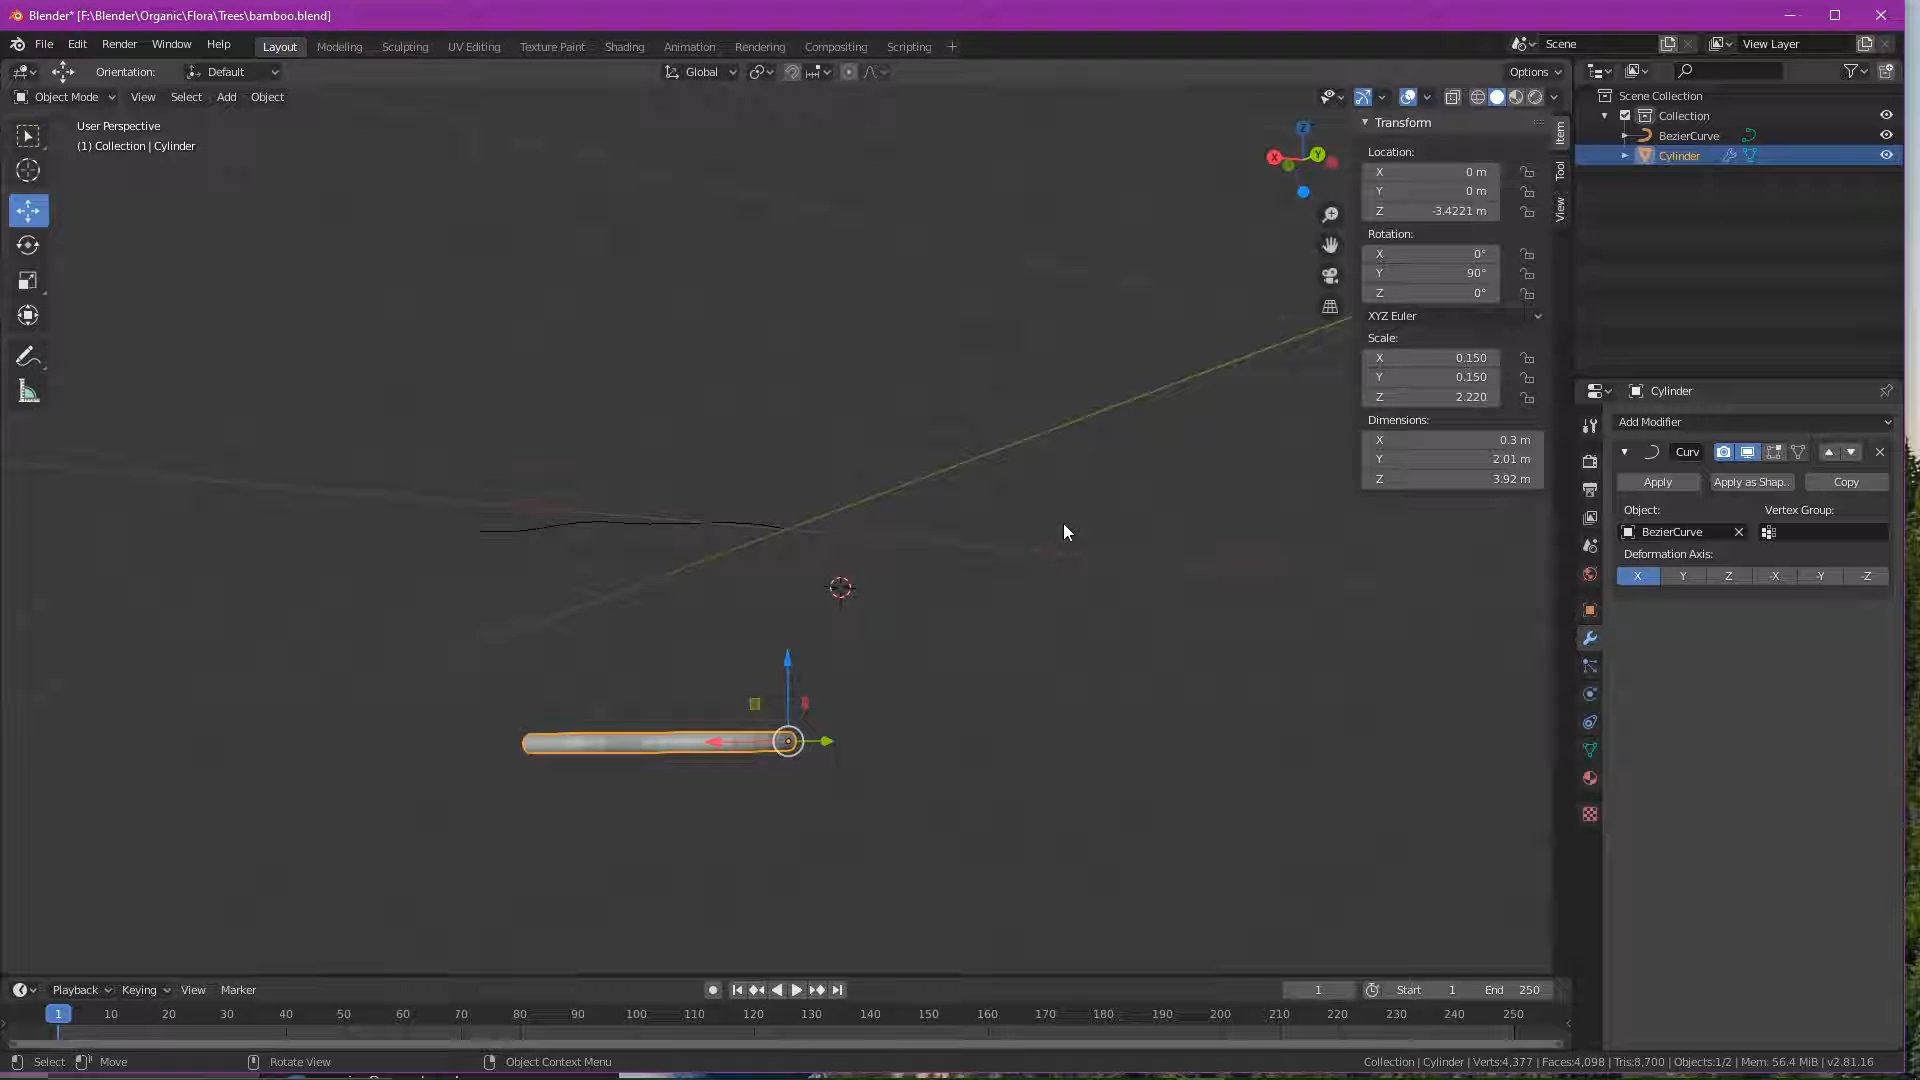 Blender* [F:\Blender\Organic\Flora\Trees\bamboo.blend]
File Edit Render Window Help Layout Modeling Sculpting UV Editing Texture Paint Shading Animation Rendering Compositing Scripting + Scene View Layer
Orientation: Default Global Options
Object Mode View Select Add Object
User Perspective
(1) Collection | Cylinder
Z
X
Y
Transform
Location:
X 0 m
Y 0 m
Z -3.4221 m
Rotation:
X 0°
Y 90°
Z 0°
XYZ Euler
Scale:
X 0.150
Y 0.150
Z 2.220
Dimensions:
X 0.3 m
Y 2.01 m
Z 3.92 m
Item
Tool
View
Scene Collection
Collection
BezierCurve
Cylinder
Cylinder
Add Modifier
Curv
Apply Apply as Shap.. Copy
Object: Vertex Group:
BezierCurve
Deformation Axis:
X Y Z -X -Y -Z
Playback Keying View Marker 1 Start 1 End 250
1 10 20 30 40 50 60 70 80 90 100 110 120 130 140 150 160 170 180 190 200 210 220 230 240 250
Select Move Rotate View Object Context Menu Collection | Cylinder | Verts:4,377 | Faces:4,098 | Tris:8,700 | Objects:1/2 | Mem: 56.4 MiB | v2.81.16